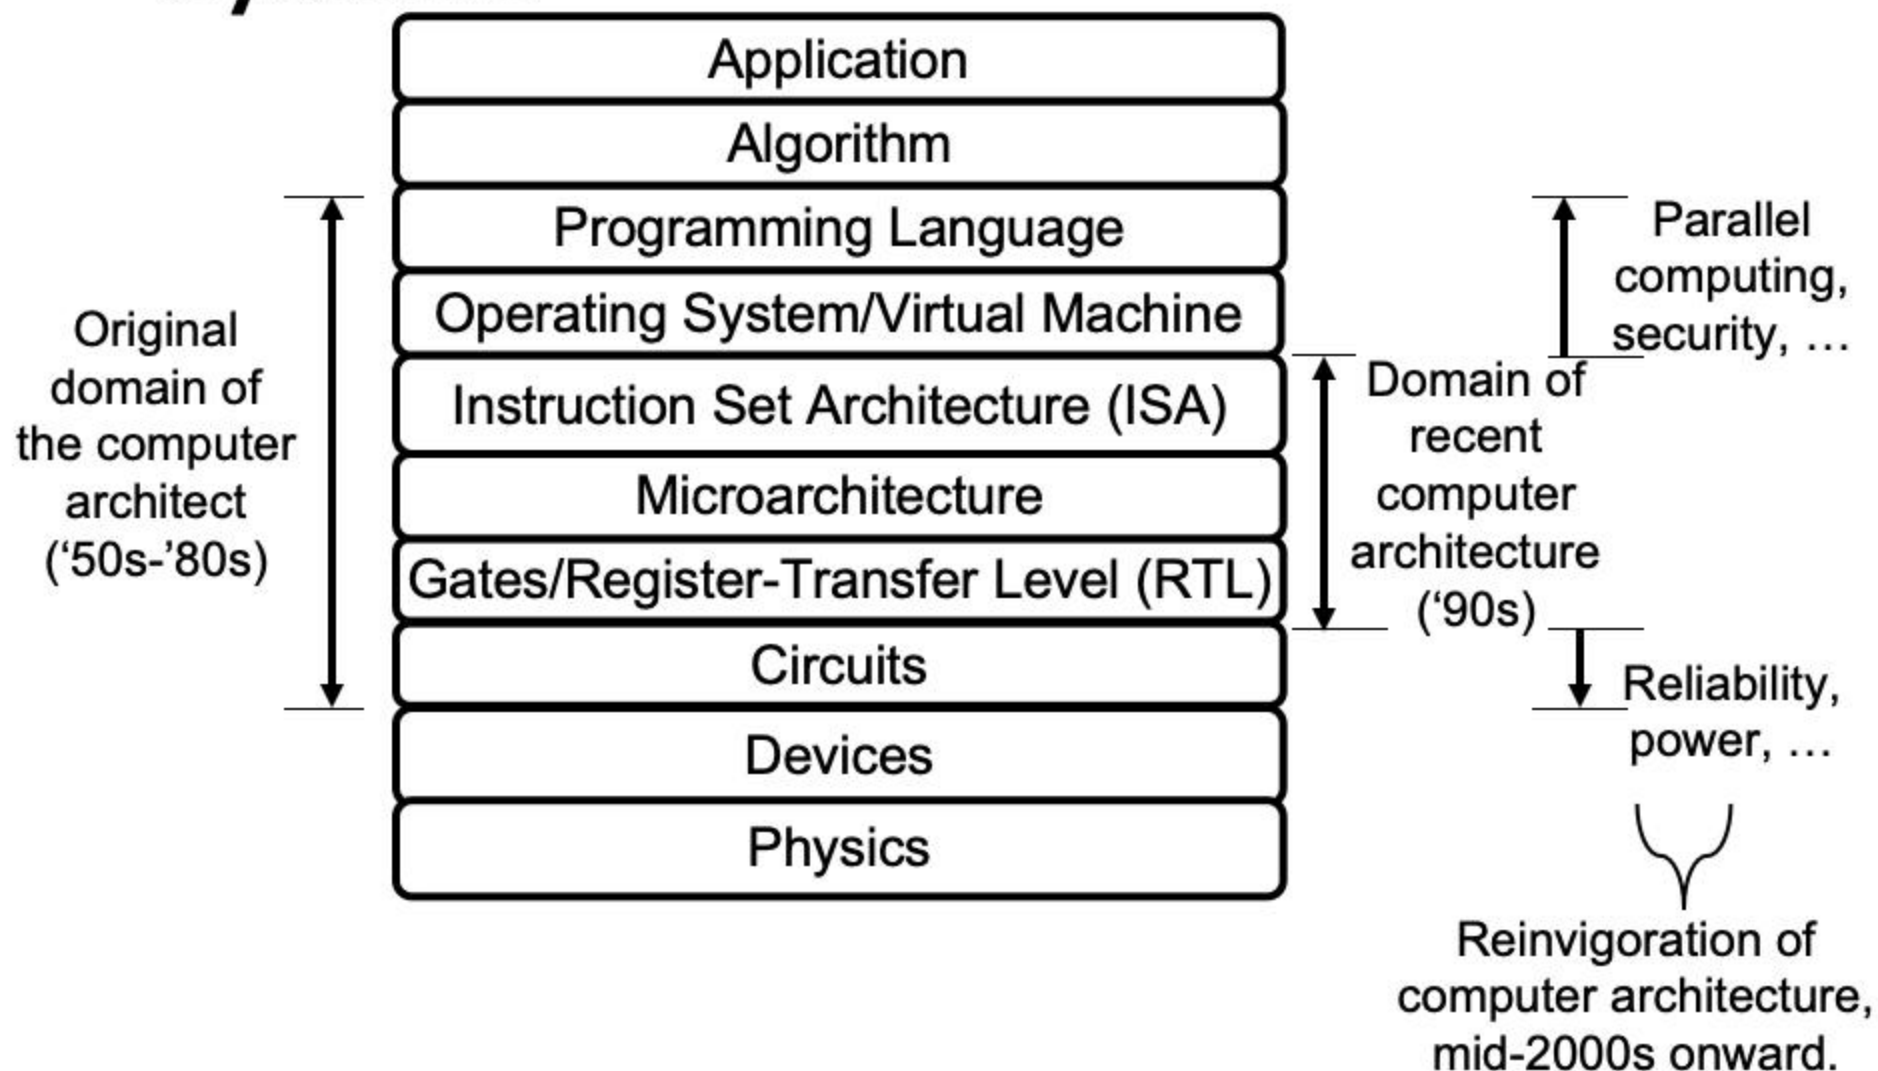 Application
Algorithm
Programming Language
Operating System/Virtual Machine
Instruction Set Architecture (ISA)
Microarchitecture
Gates/Register-Transfer Level (RTL)
Circuits
Devices
Physics
Original
domain of
the computer
architect
(‘50s-’80s)
Parallel
computing,
security, …
Domain of
recent
computer
architecture
(‘90s)
Reliability,
power, …
Reinvigoration of
computer architecture,
mid-2000s onward.